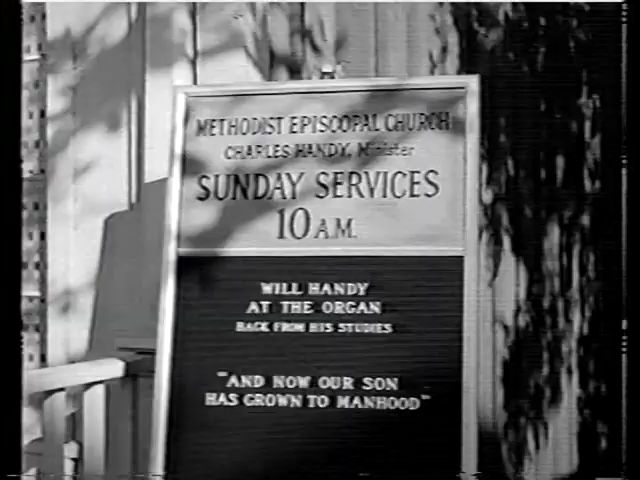 METHODIST EPISCOPAL CHURCH
CHARLES HANDY, Minister
SUNDAY SERVICES
10 A.M.
WILL HANDY
AT THE ORGAN
BACK FROM HIS STUDIES
"AND NOW OUR SON
HAS GROWN TO MANHOOD"